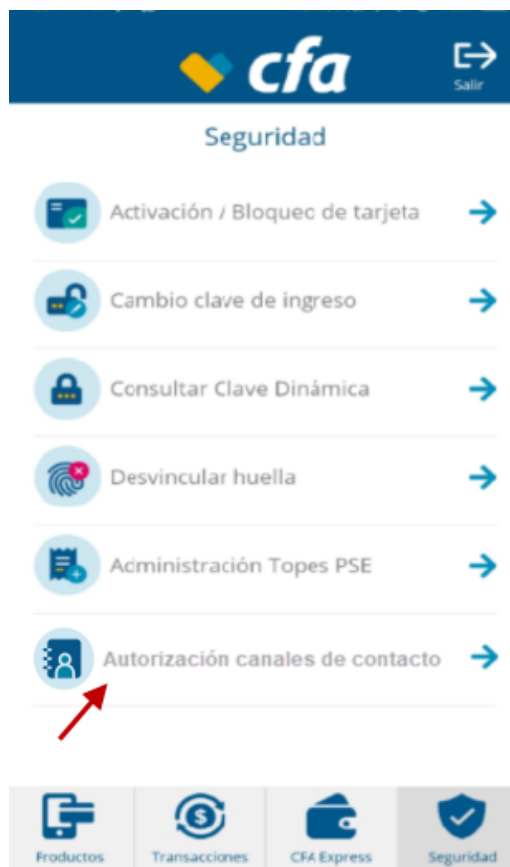 cfa
Salir
Seguridad
Activación / Bloqueo de tarjeta
Cambio clave de ingreso
Consultar Clave Dinámica
Desvincular huella
Administración Topes PSE
Autorización canales de contacto
Productos
Transacciones
CFA Express
Seguridad